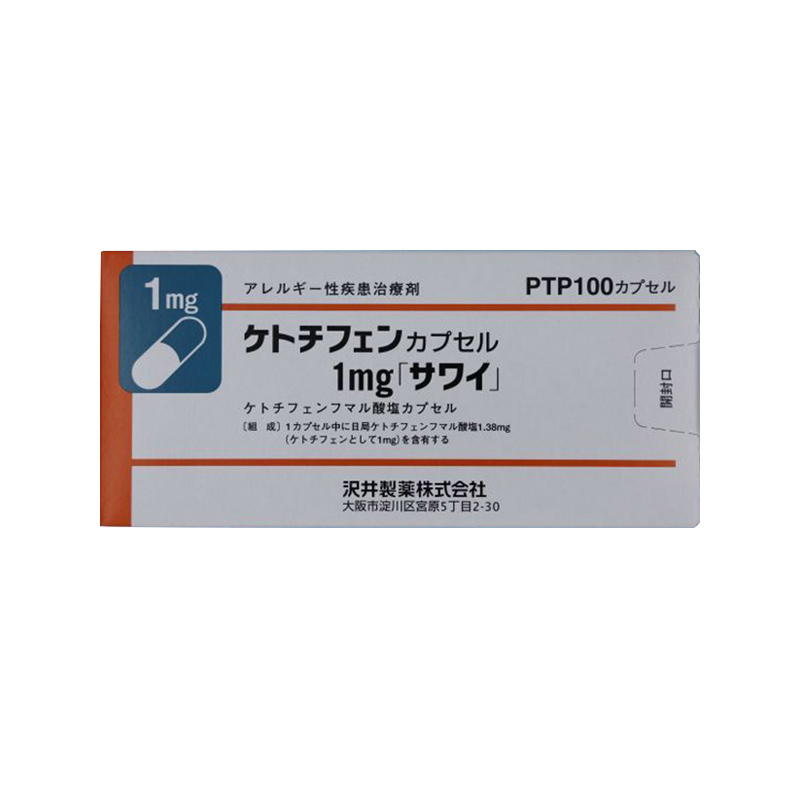 1mg
アレルギー性疾患治療剤
PTP100カプセル
ケトチフェンカプセル
1mg「サワイ」
ケトチフェンフマル酸塩カプセル
〔組 成〕1カプセル中に日局ケトチフェンフマル酸塩1.38mg
(ケトチフェンとして1mg)を含有する
開封口
沢井製薬株式会社
大阪市淀川区宮原5丁目2-30